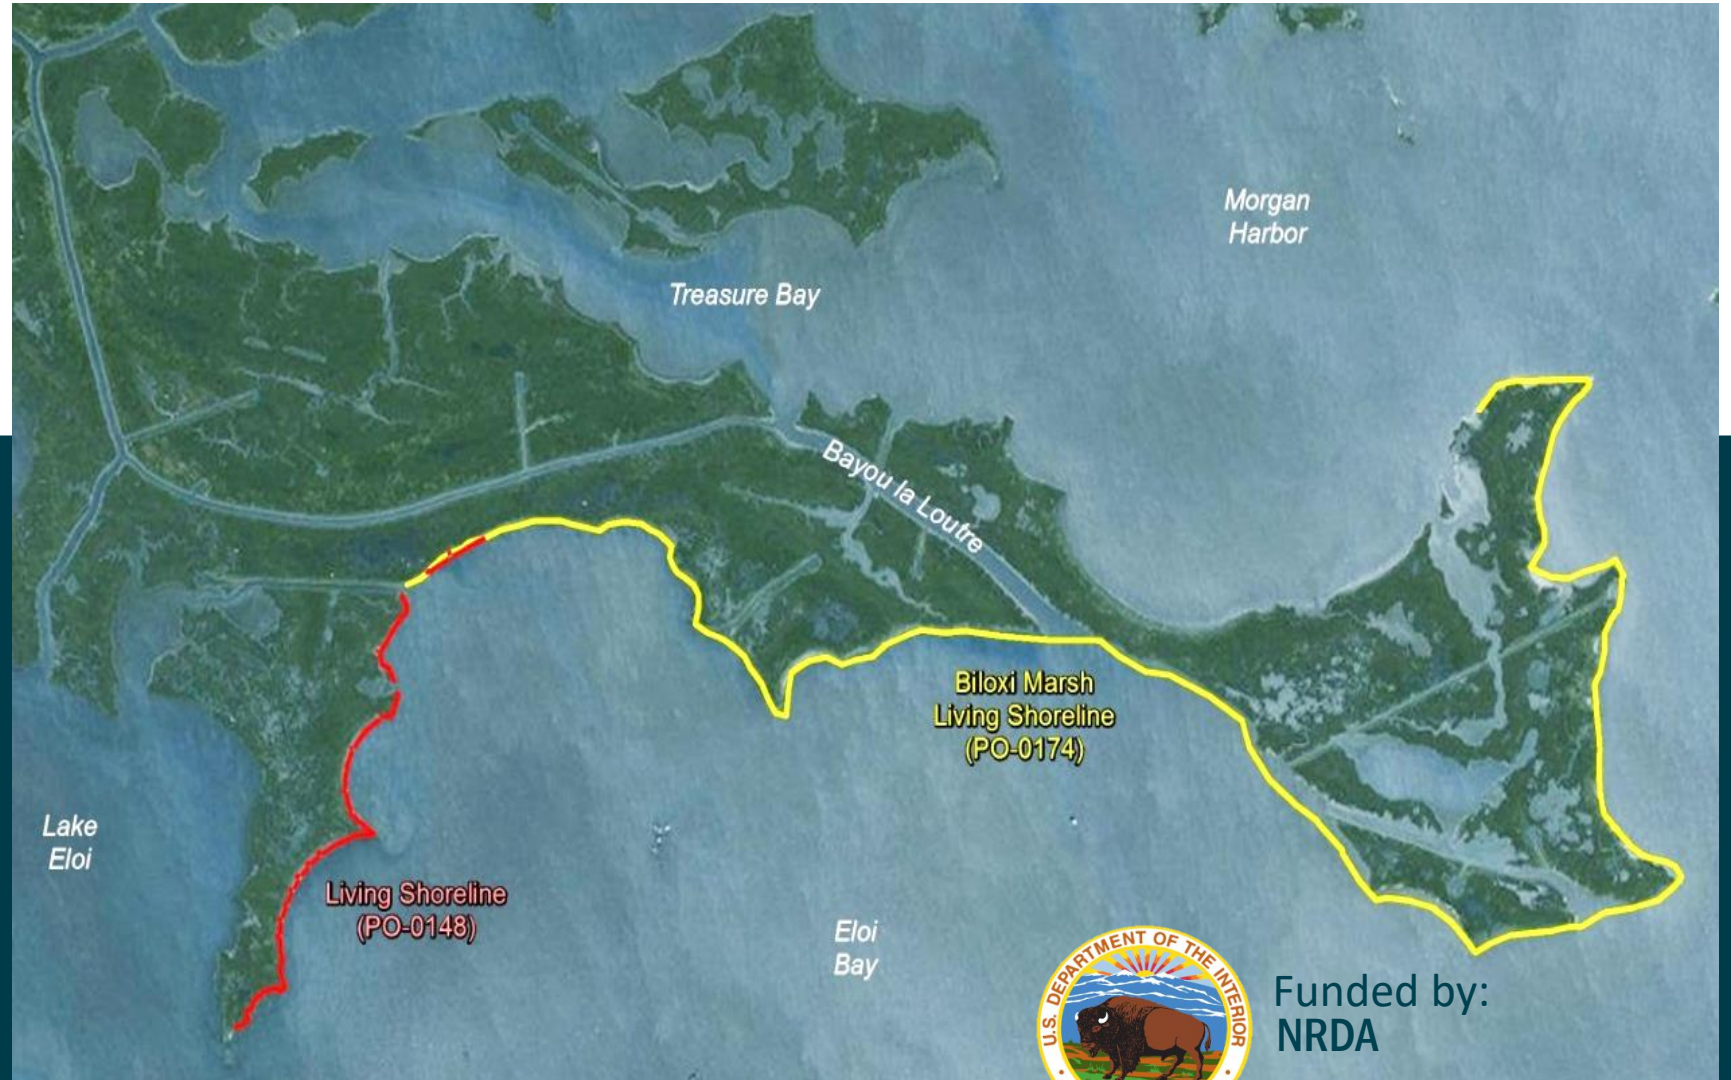 Morgan
Harbor
Treasure Bay
Bayou la Loutre
Biloxi Marsh
Living Shoreline
(PO-0174)
Lake
Eloi
Living Shoreline
(PO-0148)
Eloi
Bay
U.S. DEPARTMENT OF THE INTERIOR
Funded by:
NRDA